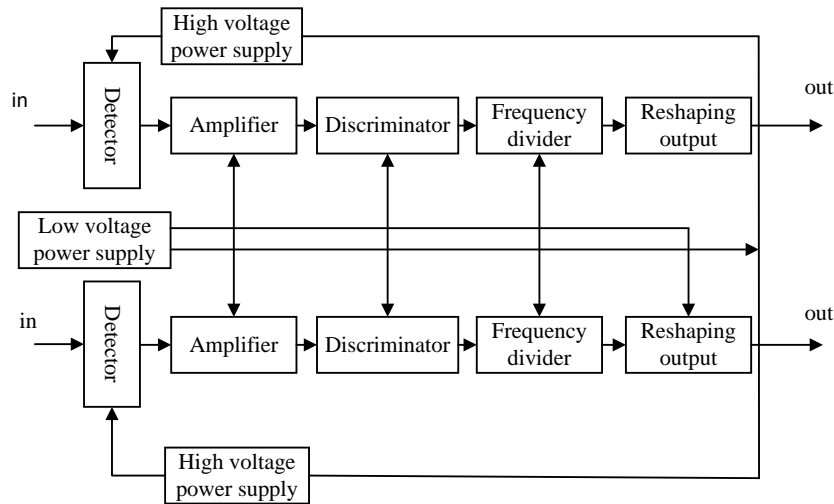 High voltage
power supply
in
Detector
Amplifier
Discriminator
Frequency
divider
Reshaping
output
out
Low voltage
power supply
in
Detector
Amplifier
Discriminator
Frequency
divider
Reshaping
output
out
High voltage
power supply